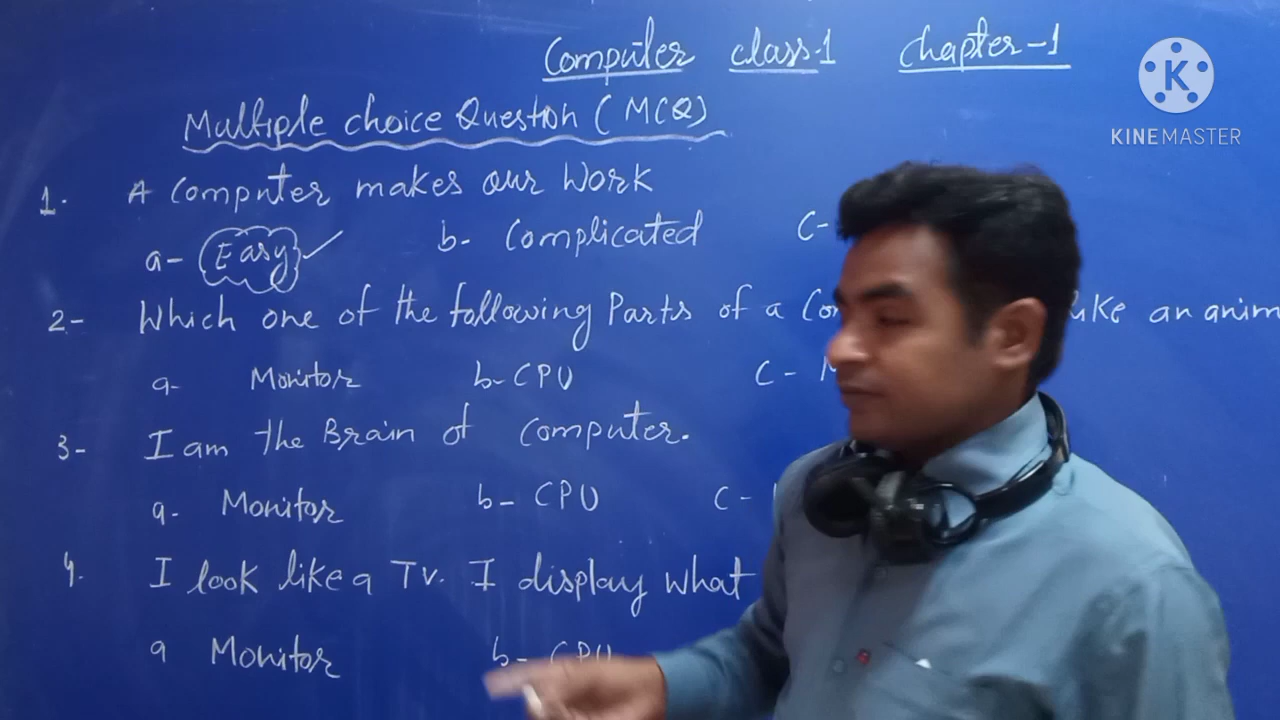 Computer class-1 Chapter-1
KINEMASTER
Multiple choice Question (MCQ)
1. A Computer makes our Work
a- Easy b- Complicated C-
2- Which one of the following Parts of a like an
a- Monitor b- CPU C-
3- I am the Brain of Computer.
a- Monitor b- CPU C-
4. I look like a TV. I display what
a Monitor b- CPU